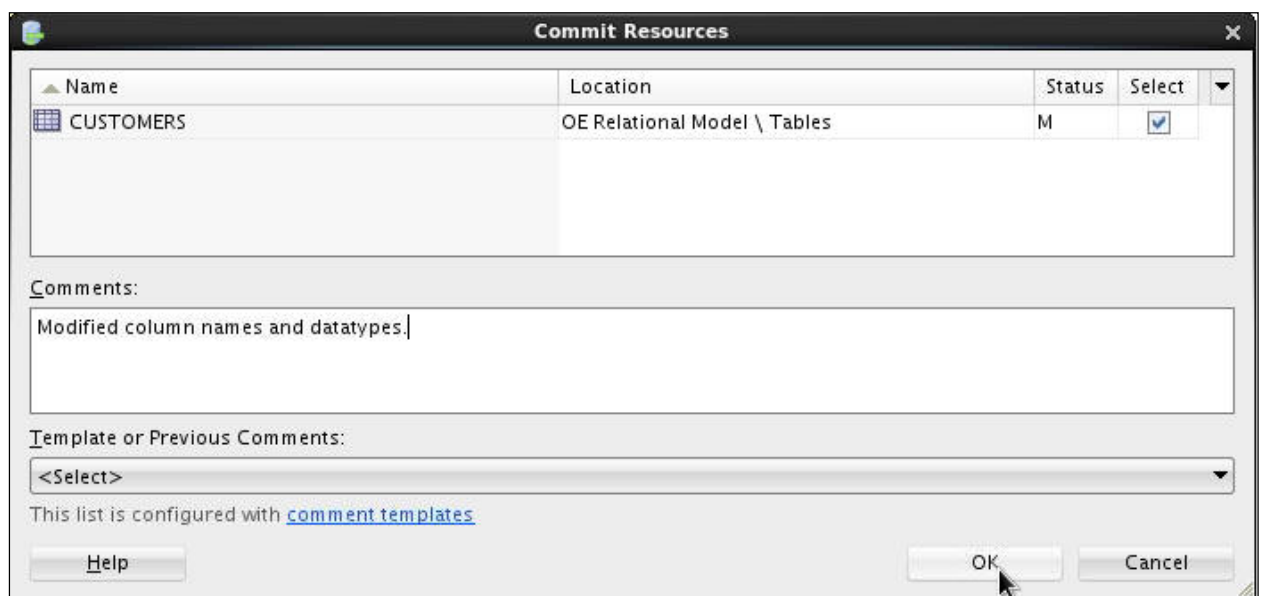 Commit Resources
Name Location Status Select
CUSTOMERS OE Relational Model \ Tables M
Comments:
Modified column names and datatypes.
Template or Previous Comments:
<Select>
This list is configured with comment templates
Help OK Cancel